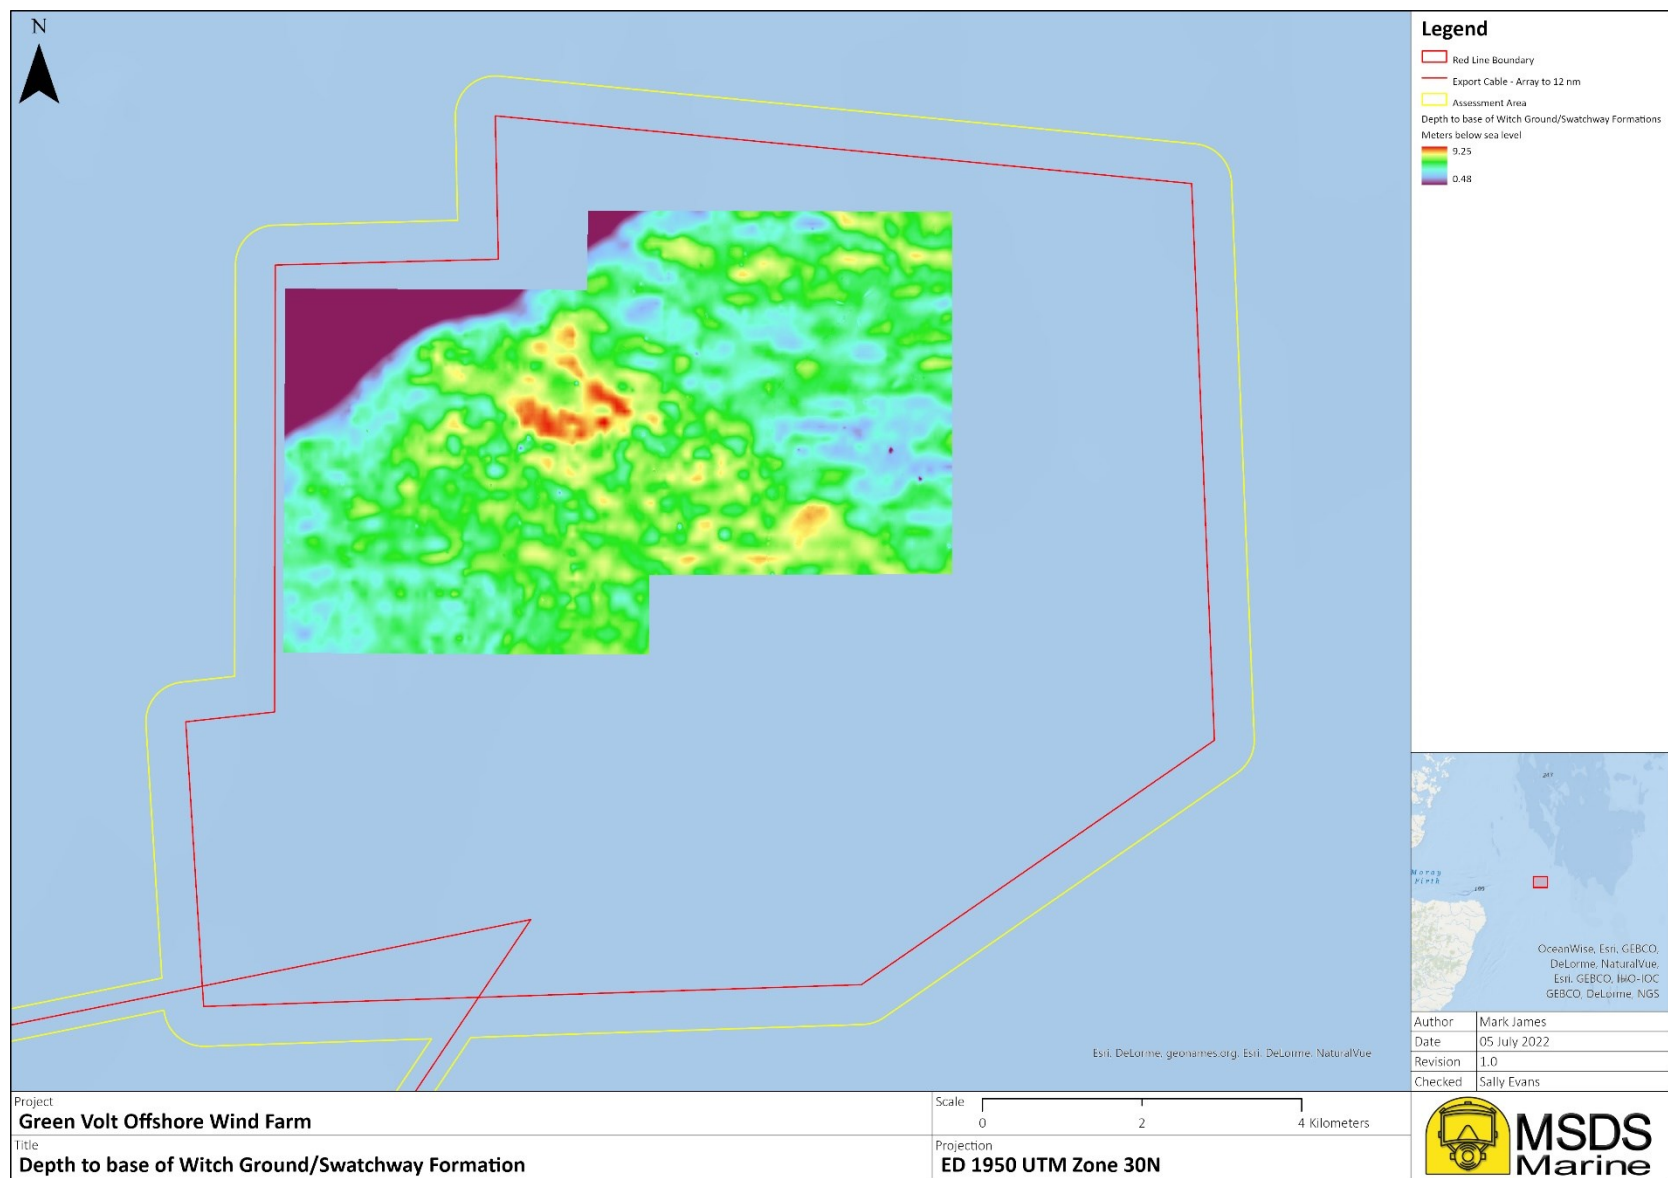 N
Legend
Red Line Boundary
Export Cable - Array to 12 nm
Assessment Area
Depth to base of Witch Ground/Swatchway Formations
Meters below sea level
9.25
0.48
Moray
Firth
OceanWise, Esri, GEBCO,
DeLorme, NaturalVue,
Esri, GEBCO, IHO-IOC
GEBCO, DeLorme, NGS
Esri, DeLorme, geonames.org, Esri, DeLorme, NaturalVue
Author Mark James
Date 05 July 2022
Revision 1.0
Checked Sally Evans
Project
Green Volt Offshore Wind Farm
Title
Depth to base of Witch Ground/Swatchway Formation
Scale
0 2 4 Kilometers
Projection
ED 1950 UTM Zone 30N
MSDS
Marine